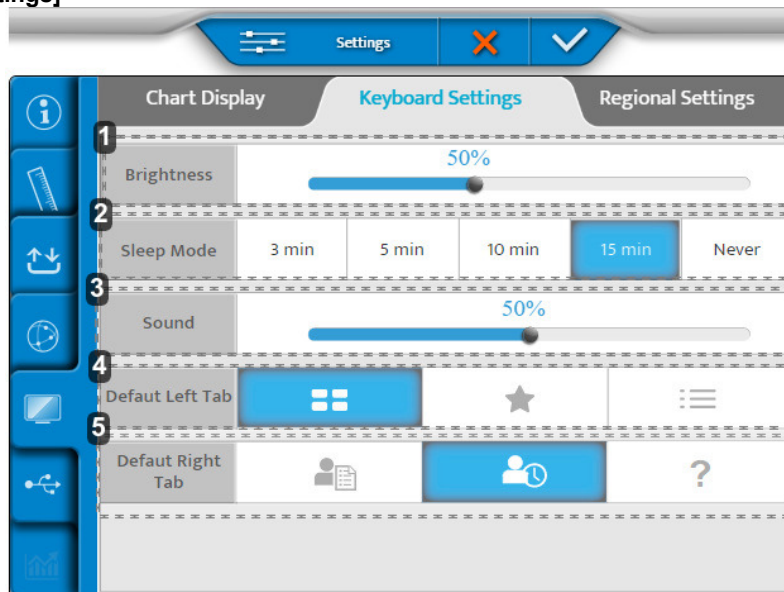 ings]
Settings
Chart Display Keyboard Settings Regional Settings
1
50%
Brightness
2
Sleep Mode 3 min 5 min 10 min 15 min Never
3
50%
Sound
4
Defaut Left Tab
5
Defaut Right
Tab
?